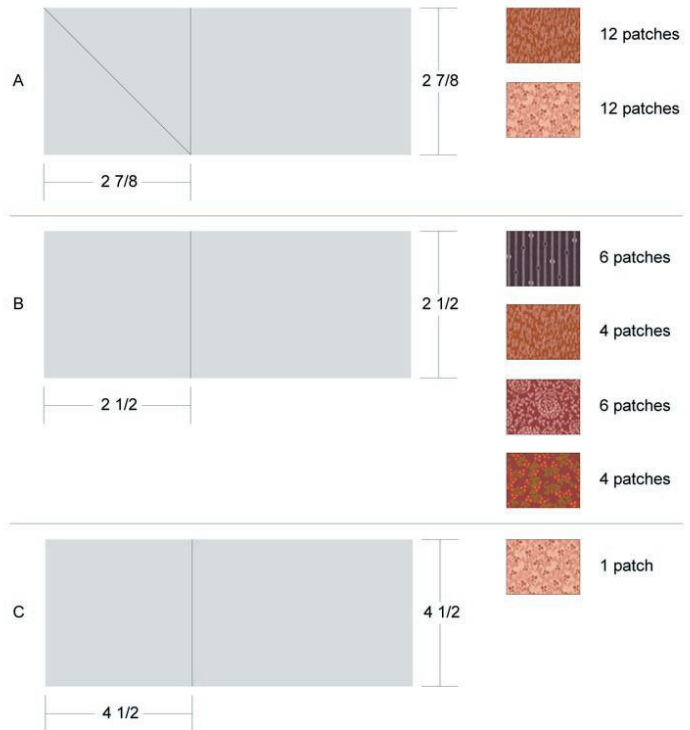 12 patches
A
2 7/8
12 patches
2 7/8
6 patches
B
2 1/2
4 patches
2 1/2
6 patches
4 patches
1 patch
C
4 1/2
4 1/2